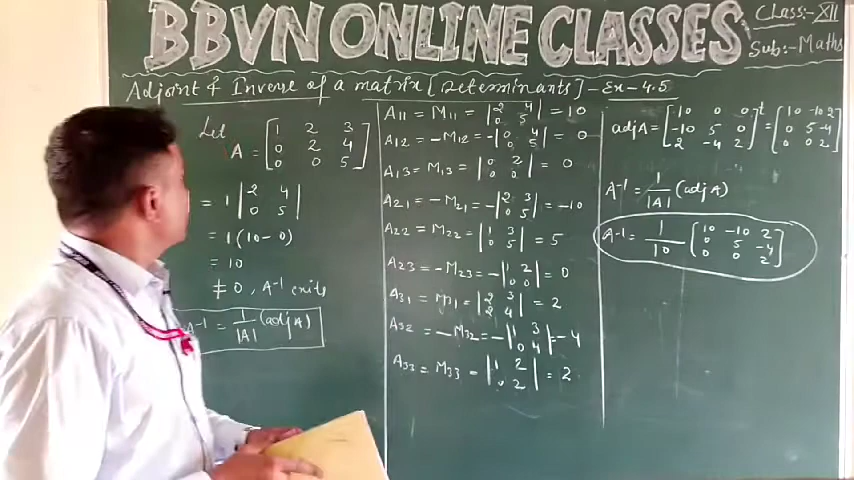 BBVN ONLINE CLASSES
Class:- XII
Sub:- Maths
Adjoint & Inverse of a matrix [Determinants] - Ex - 4.5
Let
A = [1 2 3
0 2 4
0 0 5]
= 1 |2 4
0 5|
= 1(10-0)
= 10
≠ 0, A⁻¹ exits
A⁻¹ = 1/|A| (adj A)
A11 = M11 = |2 4
0 5| = 10
A12 = -M12 = -|0 4
0 5| = 0
A13 = M13 = |0 2
0 0| = 0
A21 = -M21 = -|2 3
0 5| = -10
A22 = M22 = |1 3
0 5| = 5
A23 = -M23 = -|1 2
0 0| = 0
A31 = M31 = |2 3
2 4| = 2
A32 = -M32 = -|1 3
0 4| = -4
A33 = M33 = |1 2
0 2| = 2
adjA = [10 0 0
-10 5 0
2 -4 2]ᵗ = [10 -10 2
0 5 -4
0 0 2]
A⁻¹ = 1/|A| (adj A)
A⁻¹ = 1/10 [10 -10 2
0 5 -4
0 0 2]